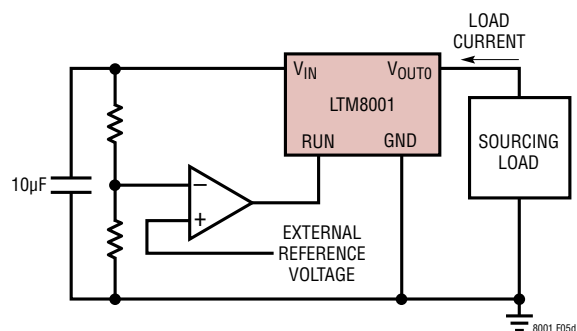 LOAD
CURRENT
VIN
VOUT0
LTM8001
RUN
GND
SOURCING
LOAD
10µF
–
+
EXTERNAL
REFERENCE
VOLTAGE
8001 F05d